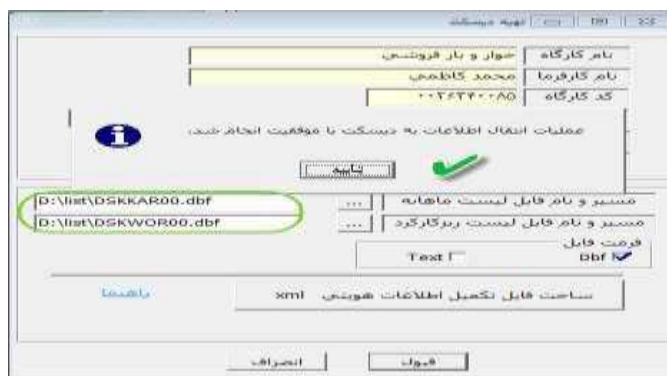 تهیه دیسکت
نام کارگاه خوار و بار فروشی
نام کارفرما محمد کاظمی
کد کارگاه ۰۰۲۶۳۴۰۰۸۵
عملیات انتقال اطلاعات به دیسکت با موفقیت انجام شد.
تایید
مسیر و نام فایل لیست ماهانه ... D:\list\DSKKAR00.dbf
مسیر و نام فایل لیست ریزکارکرد ... D:\list\DSKWOR00.dbf
فرمت فایل
Dbf Text
ساخت فایل تکمیل اطلاعات هویتی xml راهنما
قبول انصراف